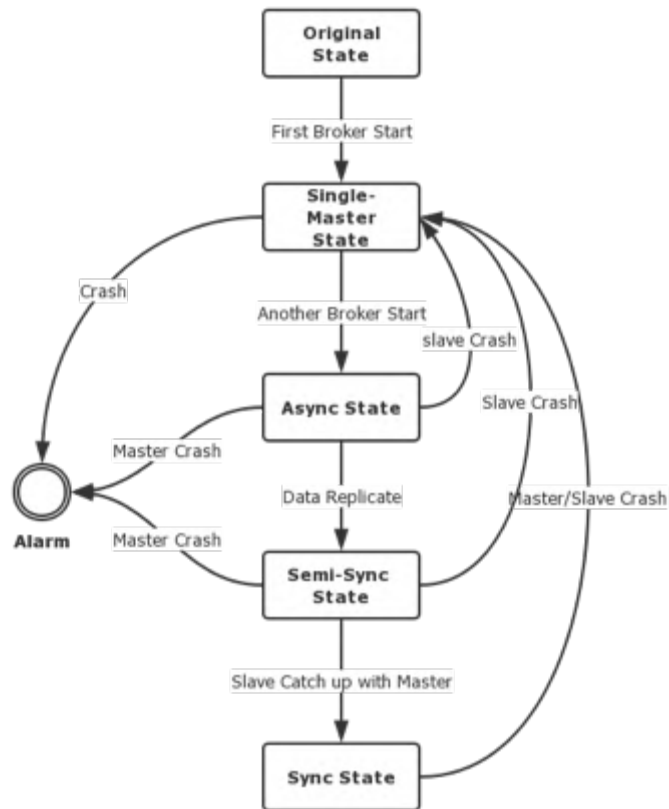 Original
State
First Broker Start
Single-
Master
State
Crash
Another Broker Start
slave Crash
Async State
Slave Crash
Master Crash
Data Replicate
Master/Slave Crash
Alarm
Master Crash
Semi-Sync
State
Slave Catch up with Master
Sync State